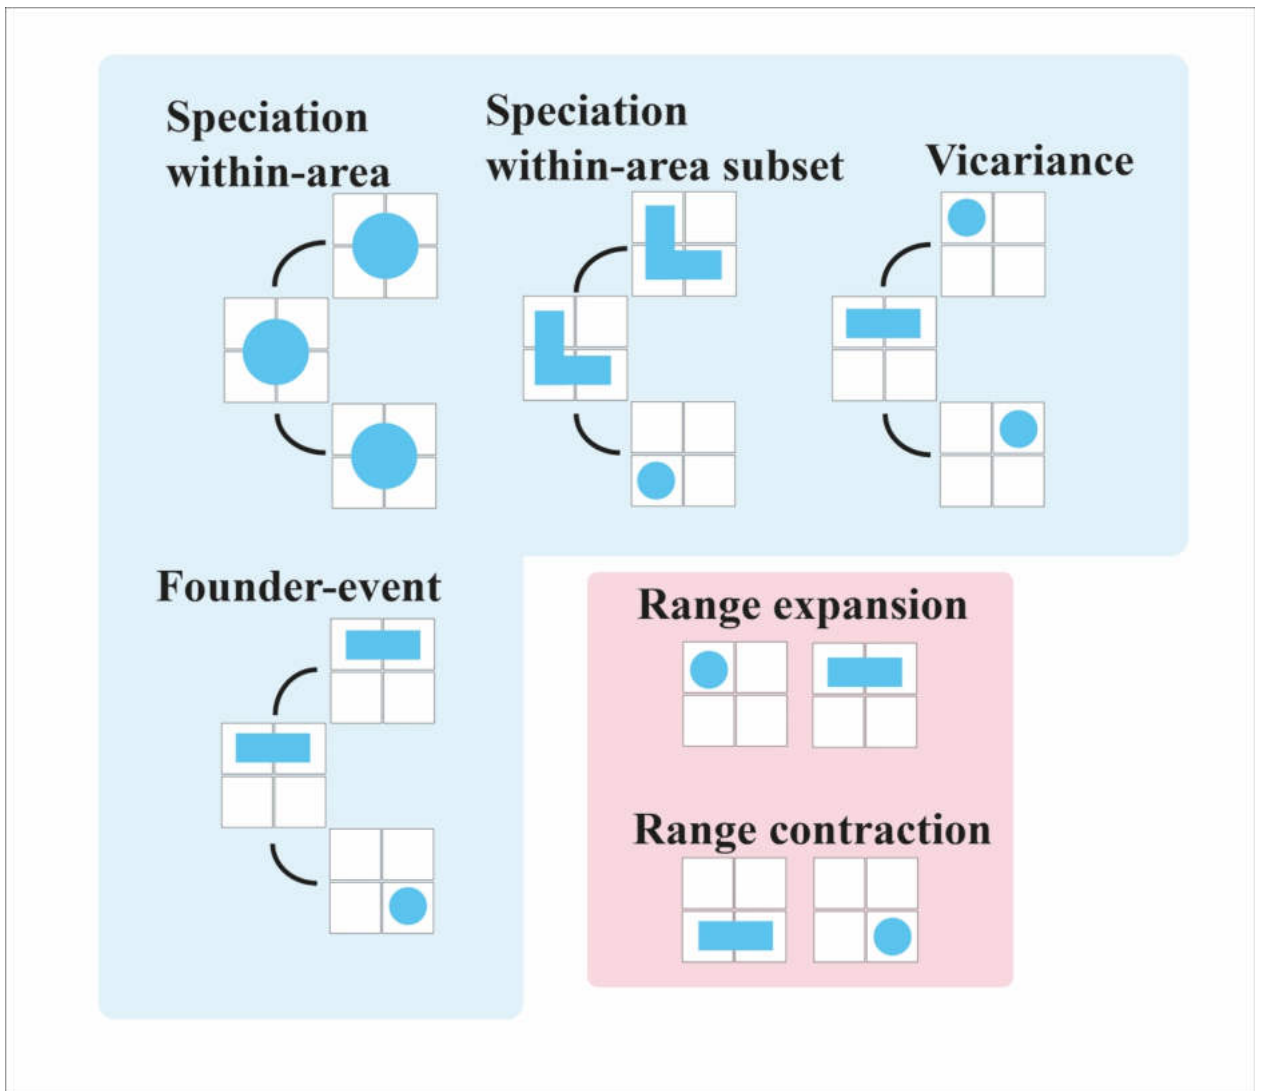 Speciation
within-area
Speciation
within-area subset
Vicariance
Founder-event
Range expansion
Range contraction